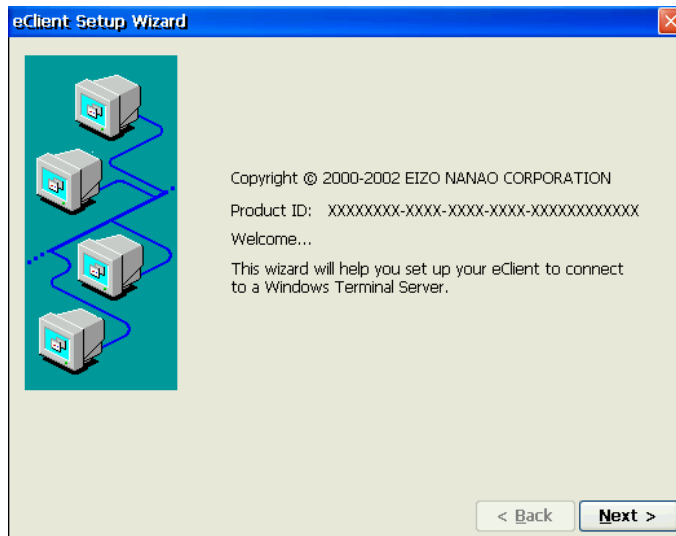 eClient Setup Wizard
Copyright © 2000-2002 EIZO NANAO CORPORATION
Product ID: XXXXXXXX-XXXX-XXXX-XXXX-XXXXXXXXXXXX
Welcome...
This wizard will help you set up your eClient to connect
to a Windows Terminal Server.
< Back Next >